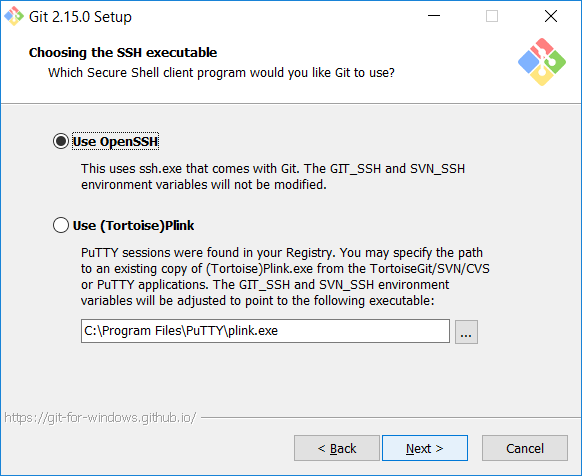 Git 2.15.0 Setup
Choosing the SSH executable
Which Secure Shell client program would you like Git to use?
Use OpenSSH
This uses ssh.exe that comes with Git. The GIT_SSH and SVN_SSH
environment variables will not be modified.
Use (Tortoise)Plink
PuTTY sessions were found in your Registry. You may specify the path
to an existing copy of (Tortoise)Plink.exe from the TortoiseGit/SVN/CVS
or PuTTY applications. The GIT_SSH and SVN_SSH environment
variables will be adjusted to point to the following executable:
C:\Program Files\PuTTY\plink.exe
...
https://git-for-windows.github.io/
< Back
Next >
Cancel